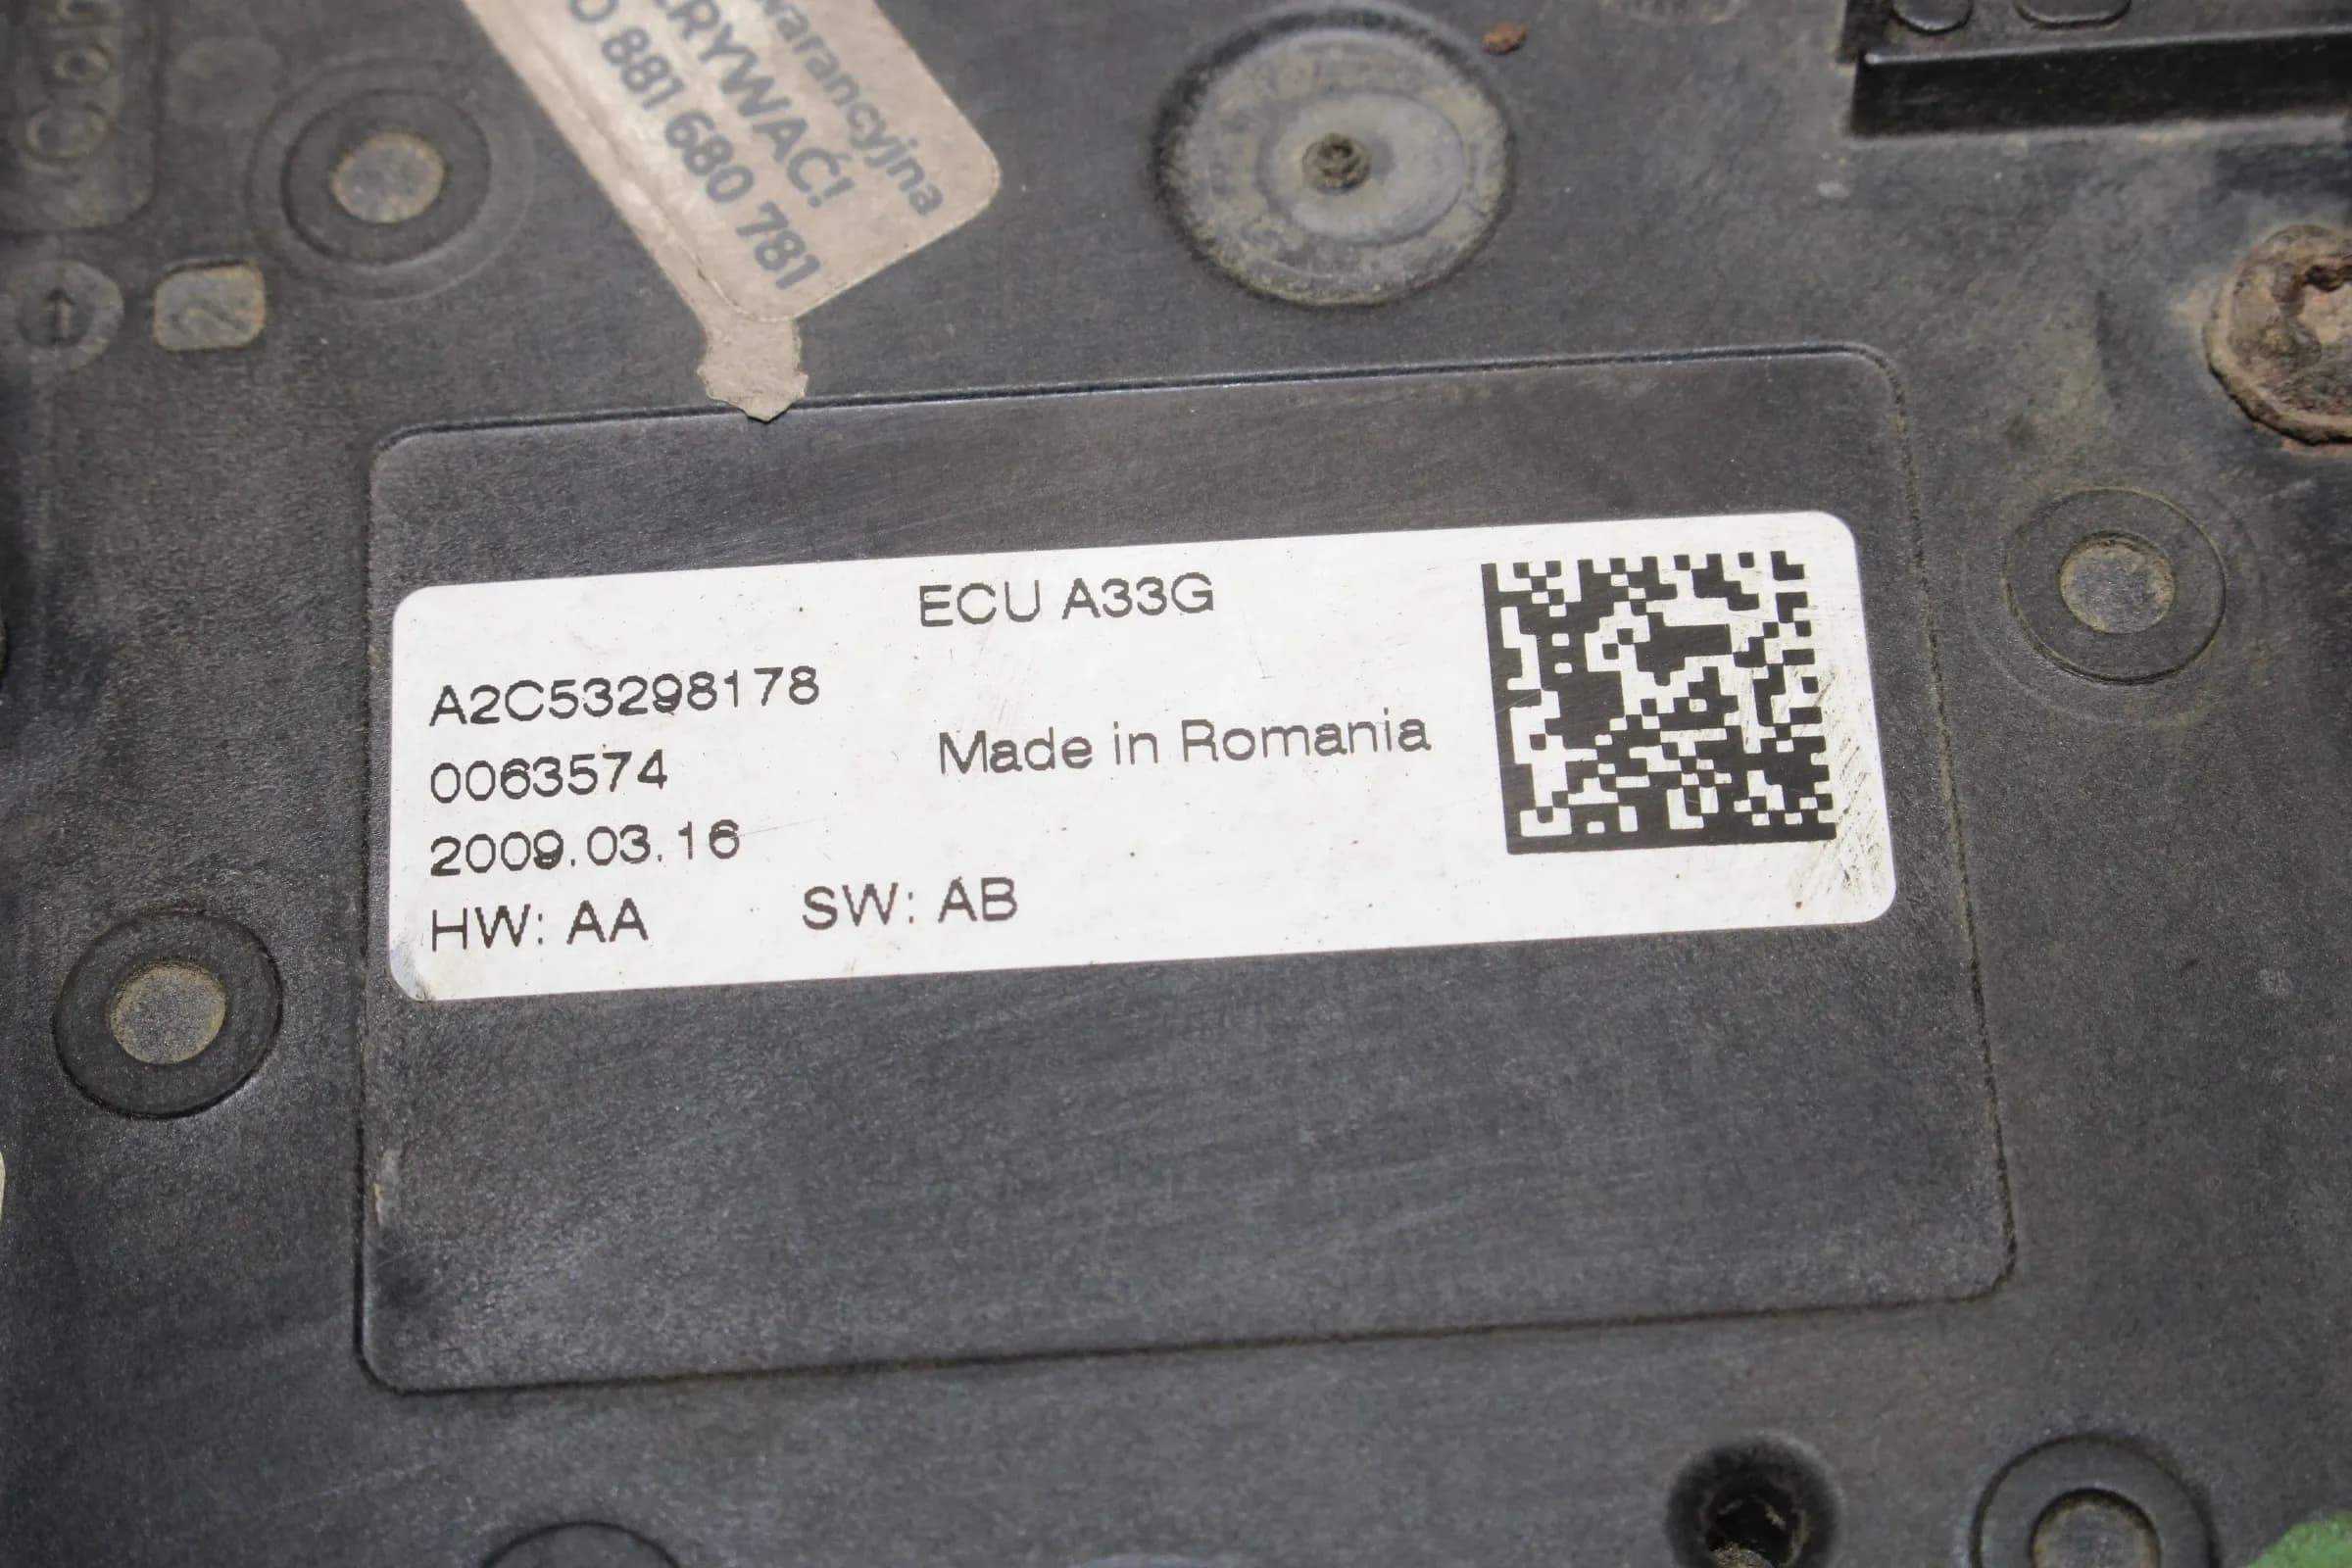 warancyjna
RYWAĆ!
O 881 680 781
ECU A33G
A2C53298178
0063574
Made in Romania
2009.03.16
HW: AA SW: AB